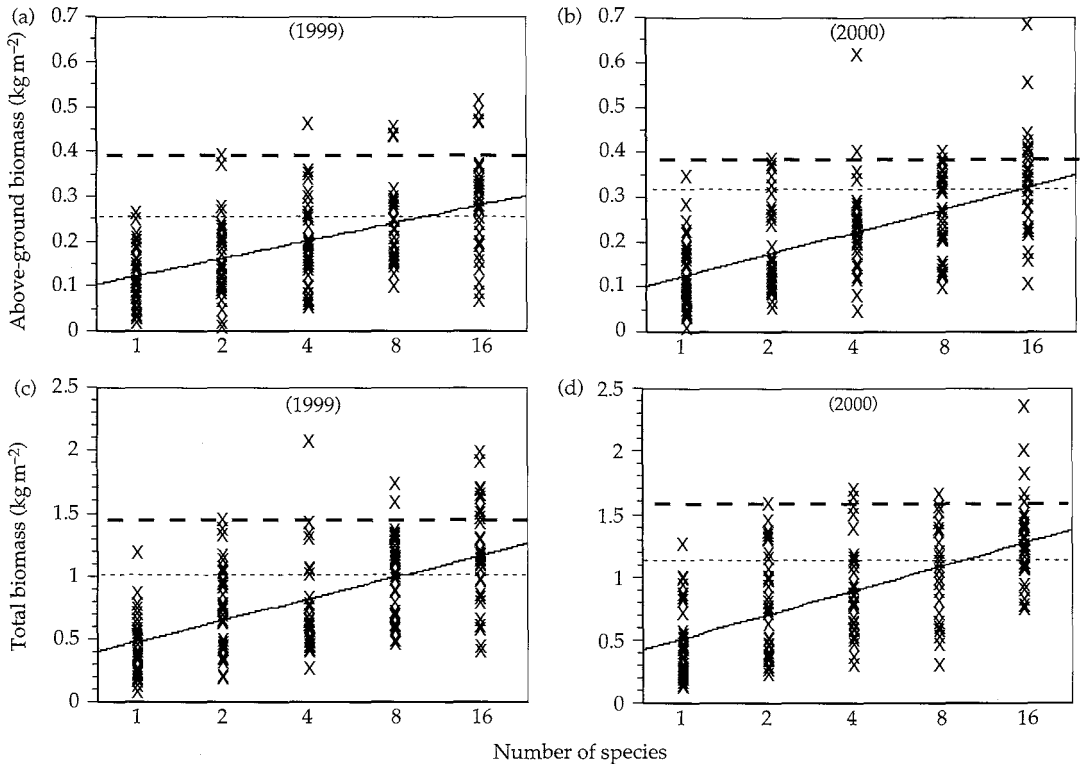 (a)
(1999)
Above-ground biomass (kg m⁻²)
0.7
0.6
0.5
0.4
0.3
0.2
0.1
0
1 2 4 8 16
(b)
(2000)
0.7
0.6
0.5
0.4
0.3
0.2
0.1
0
1 2 4 8 16
(c)
(1999)
Total biomass (kg m⁻²)
2.5
2
1.5
1
0.5
0
1 2 4 8 16
(d)
(2000)
2.5
2
1.5
1
0.5
0
1 2 4 8 16
Number of species